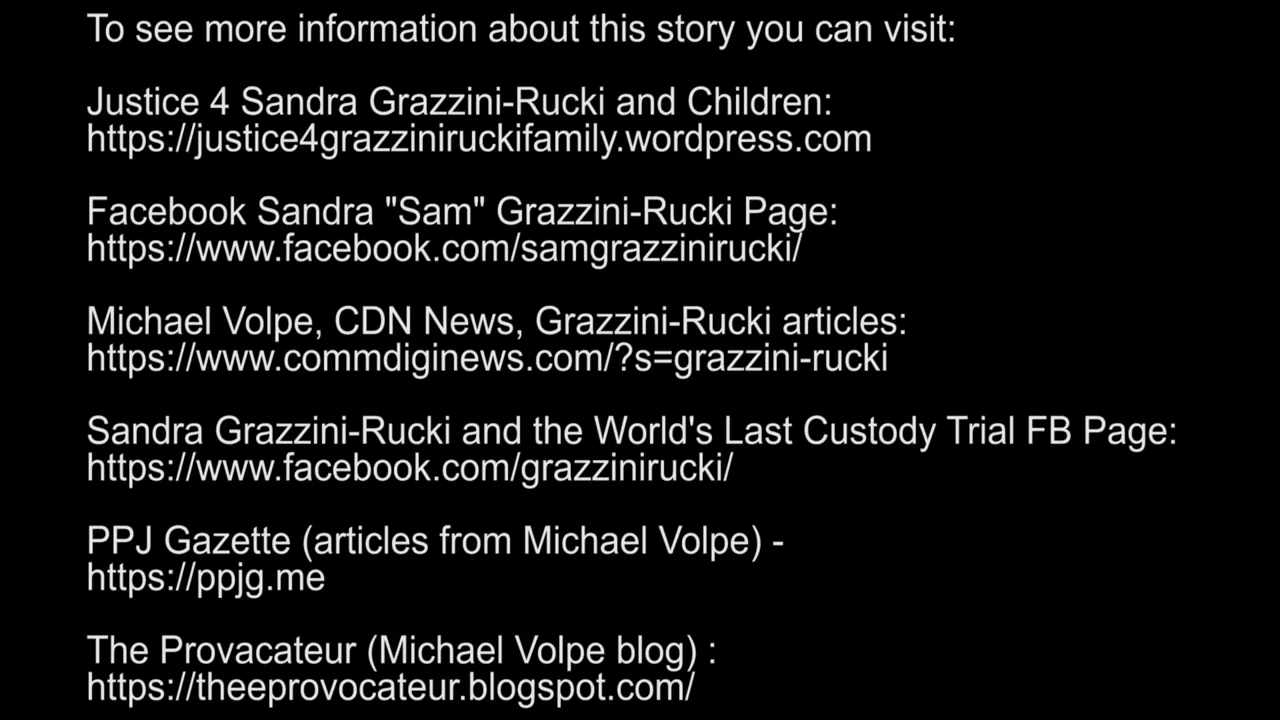 To see more information about this story you can visit:
Justice 4 Sandra Grazzini-Rucki and Children:
https://justice4grazziniruckifamily.wordpress.com
Facebook Sandra "Sam" Grazzini-Rucki Page:
https://www.facebook.com/samgrazzinirucki/
Michael Volpe, CDN News, Grazzini-Rucki articles:
https://www.commdiginews.com/?s=grazzini-rucki
Sandra Grazzini-Rucki and the World's Last Custody Trial FB Page:
https://www.facebook.com/grazzinirucki/
PPJ Gazette (articles from Michael Volpe) -
https://ppjg.me
The Provacateur (Michael Volpe blog) :
https://theeprovocateur.blogspot.com/